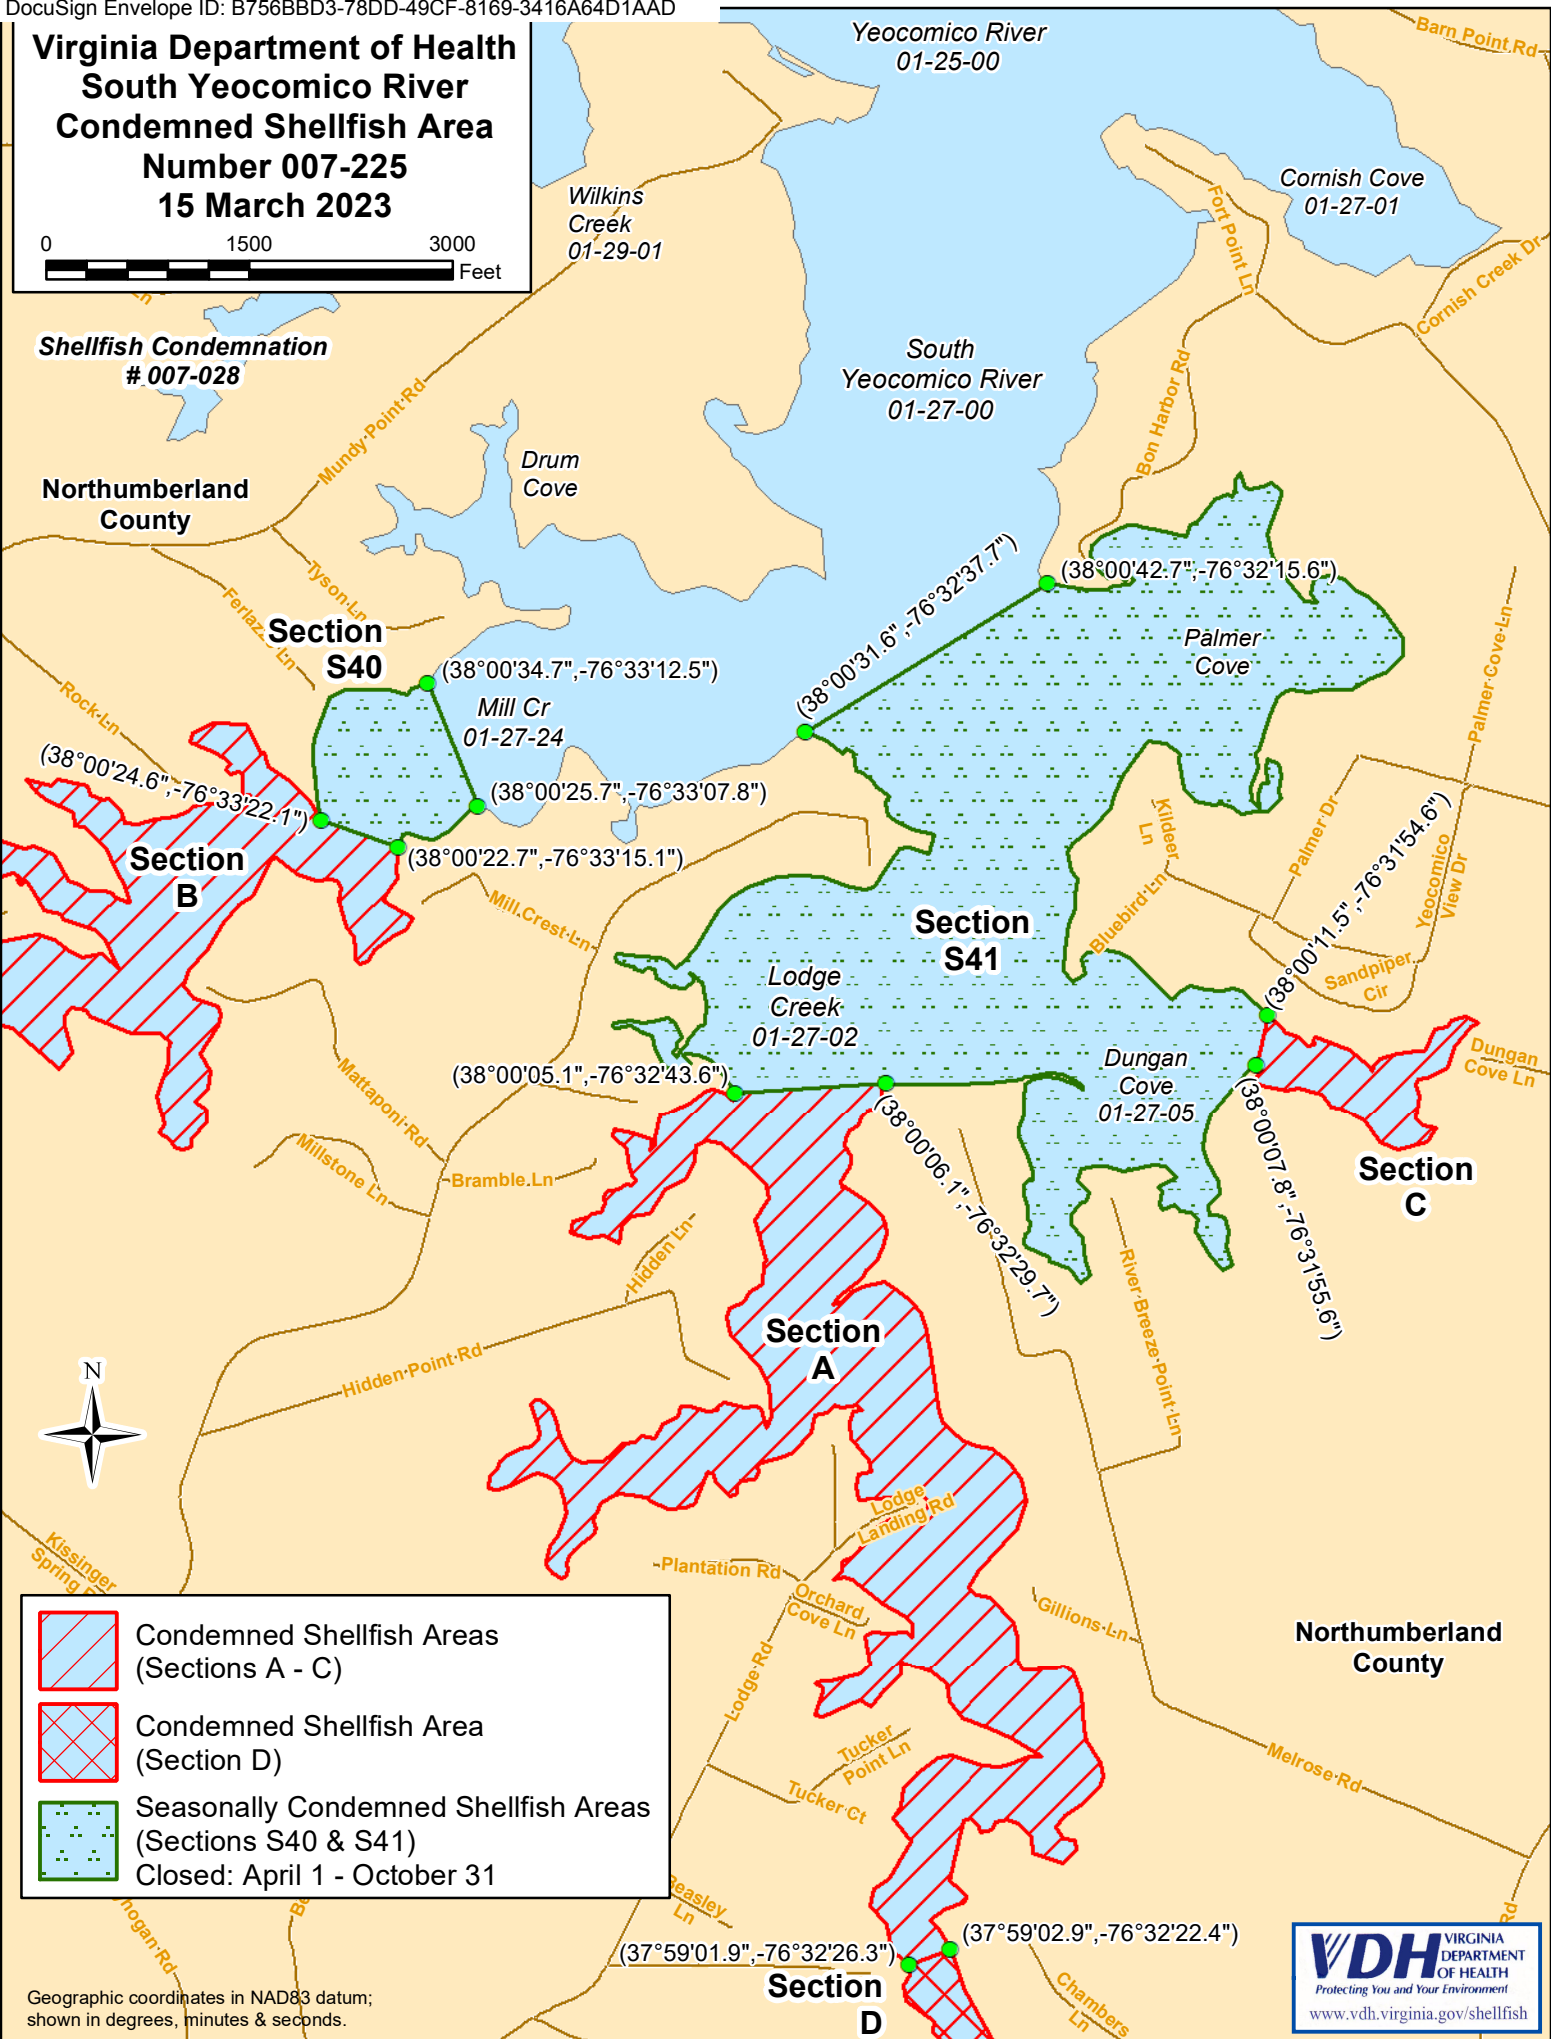 DocuSign Envelope ID: B756BBD3-78DD-49CF-8169-3416A64D1AAD
Virginia Department of Health
South Yeocomico River
Condemned Shellfish Area
Number 007-225
15 March 2023
0 1500 3000
Feet
Yeocomico River
01-25-00
Barn Point Rd
Wilkins
Creek
01-29-01
Cornish Cove
01-27-01
Fort Point Ln
Cornish Creek Dr
Ln
Shellfish Condemnation
# 007-028
South
Yeocomico River
01-27-00
Mundy Point Rd
Bon Harbor Rd
Drum
Cove
Northumberland
County
Tyson Ln
Ln
(38°00'31.6",-76°32'37.7")
(38°00'42.7",-76°32'15.6")
Section
S40
Palmer
Cove
Palmer Cove Ln
(38°00'34.7",-76°33'12.5")
Rock Ln
Mill Cr
01-27-24
(38°00'24.6",-76°33'22.1")
(38°00'25.7",-76°33'07.8")
(38°00'22.7",-76°33'15.1")
Kildeer
Ln
Palmer Dr
(38°00'11.5",-76°31'54.6")
Yeocomico
View Dr
Section
B
Mill Crest Ln
Bluebird Ln
Section
S41
Sandpiper
Cir
Lodge
Creek
01-27-02
Dungan
Cove
01-27-05
Dungan
Cove Ln
(38°00'05.1",-76°32'43.6")
Mattaponi Rd
(38°00'06.1",-76°32'29.7")
(38°00'07.8",-76°31'55.6")
Millstone Ln
Bramble Ln
Section
C
Hidden Ln
River Breeze Point Ln
Section
A
Hidden Point Rd
N
Lodge
Landing Rd
Kissinger
Spring
Plantation Rd
Orchard
Cove Ln
Gillions Ln
Northumberland
County
Lodge Rd
Condemned Shellfish Areas
(Sections A - C)
Condemned Shellfish Area
(Section D)
Seasonally Condemned Shellfish Areas
(Sections S40 & S41)
Closed: April 1 - October 31
Tucker
Point Ln
Tucker Ct
Melrose Rd
Beasley
Ln
hogan Rd
Be
Rd
(37°59'02.9",-76°32'22.4")
(37°59'01.9",-76°32'26.3")
Section
D
Chambers
Ln
Geographic coordinates in NAD83 datum;
shown in degrees, minutes & seconds.
VDH VIRGINIA
DEPARTMENT
OF HEALTH
Protecting You and Your Environment
www.vdh.virginia.gov/shellfish